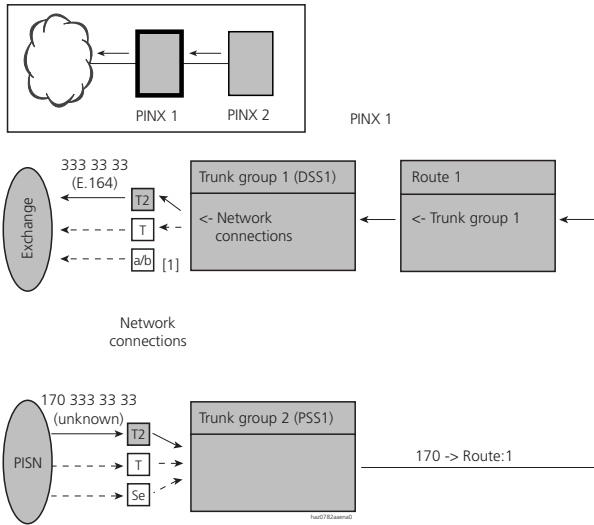 PINX 1
PINX 2
PINX 1
333 33 33
(E.164)
Exchange
T2
T
a/b
[1]
Trunk group 1 (DSS1)
<- Network
connections
Route 1
<- Trunk group 1
Network
connections
170 333 33 33
(unknown)
PISN
T2
T
Se
Trunk group 2 (PSS1)
170 -> Route:1
haz0782aaena0